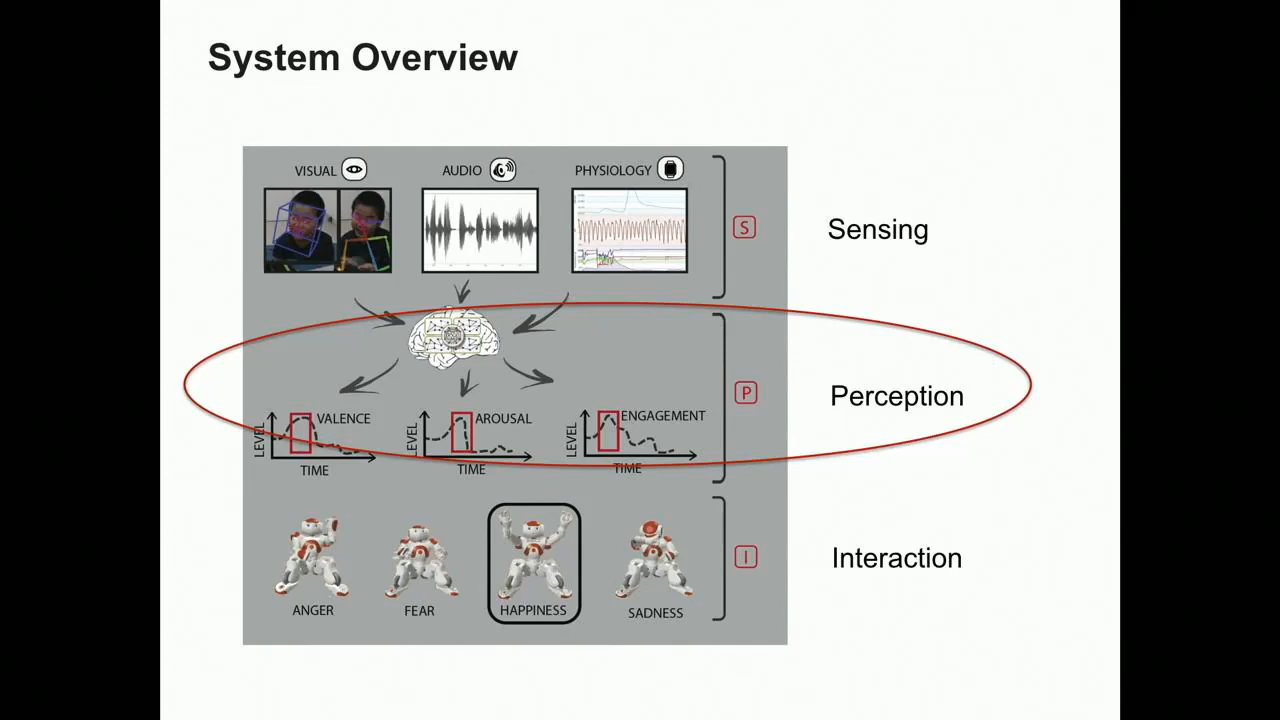 System Overview
VISUAL
AUDIO
PHYSIOLOGY
S
Sensing
P
Perception
LEVEL
VALENCE
TIME
LEVEL
AROUSAL
TIME
LEVEL
ENGAGEMENT
TIME
I
Interaction
ANGER
FEAR
HAPPINESS
SADNESS